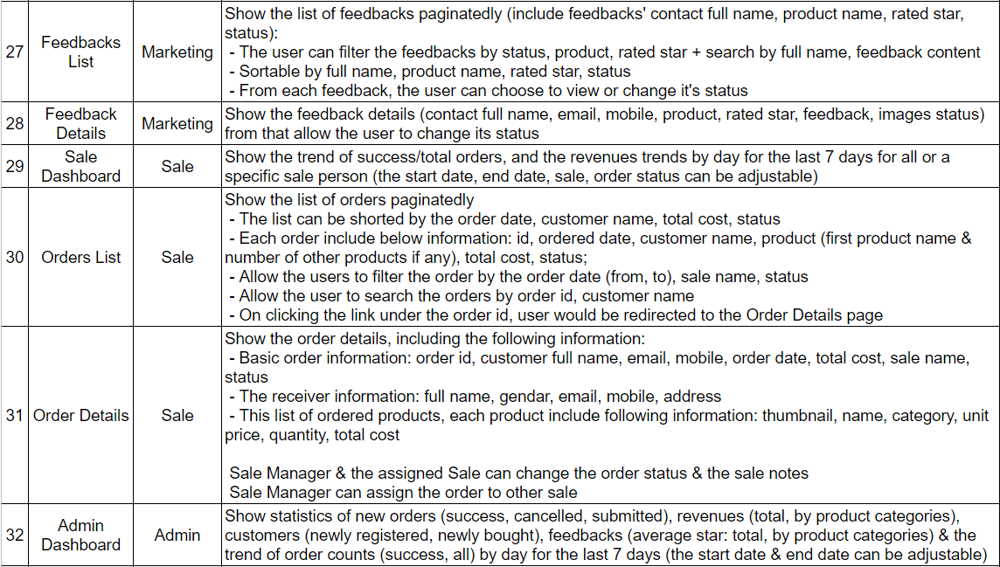 27
Feedbacks
List
Marketing
Show the list of feedbacks paginatedly (include feedbacks' contact full name, product name, rated star,
status):
- The user can filter the feedbacks by status, product, rated star + search by full name, feedback content
- Sortable by full name, product name, rated star, status
- From each feedback, the user can choose to view or change it's status
28
Feedback
Details
Marketing
Show the feedback details (contact full name, email, mobile, product, rated star, feedback, images status)
from that allow the user to change its status
29
Sale
Dashboard
Sale
Show the trend of success/total orders, and the revenues trends by day for the last 7 days for all or a
specific sale person (the start date, end date, sale, order status can be adjustable)
30
Orders List
Sale
Show the list of orders paginatedly
- The list can be shorted by the order date, customer name, total cost, status
- Each order include below information: id, ordered date, customer name, product (first product name &
number of other products if any), total cost, status;
- Allow the users to filter the order by the order date (from, to), sale name, status
- Allow the user to search the orders by order id, customer name
- On clicking the link under the order id, user would be redirected to the Order Details page
31
Order Details
Sale
Show the order details, including the following information:
- Basic order information: order id, customer full name, email, mobile, order date, total cost, sale name,
status
- The receiver information: full name, gendar, email, mobile, address
- This list of ordered products, each product include following information: thumbnail, name, category, unit
price, quantity, total cost
Sale Manager & the assigned Sale can change the order status & the sale notes
Sale Manager can assign the order to other sale
32
Admin
Dashboard
Admin
Show statistics of new orders (success, cancelled, submitted), revenues (total, by product categories),
customers (newly registered, newly bought), feedbacks (average star: total, by product categories) & the
trend of order counts (success, all) by day for the last 7 days (the start date & end date can be adjustable)